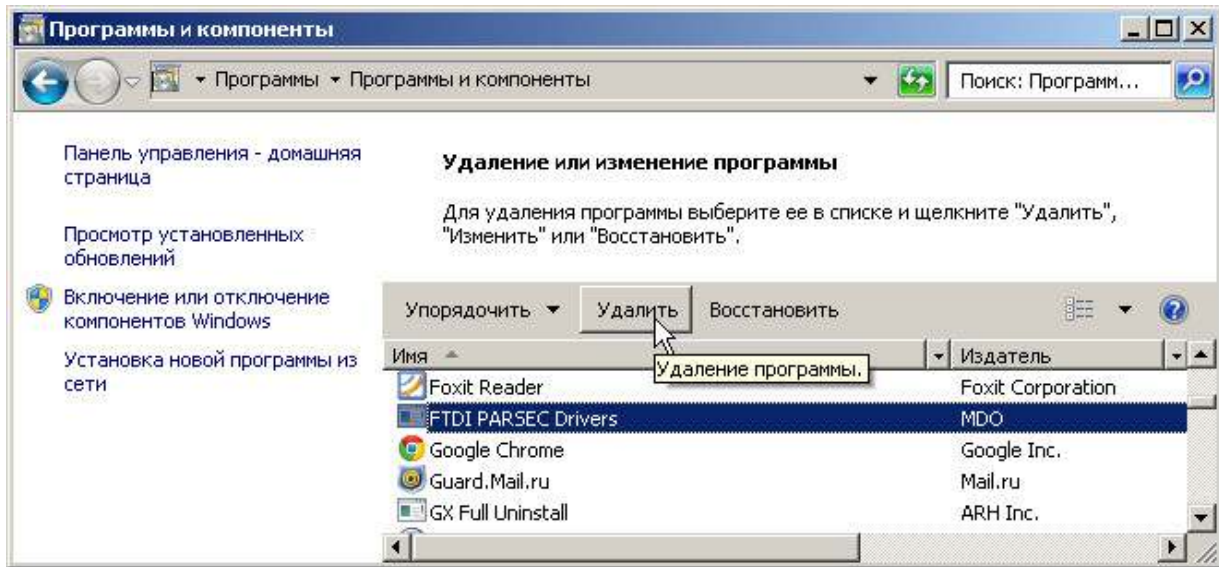 Программы и компоненты
Программы Программы и компоненты
Поиск: Программ...
Панель управления - домашняя
страница
Просмотр установленных
обновлений
Включение или отключение
компонентов Windows
Установка новой программы из
сети
Удаление или изменение программы
Для удаления программы выберите ее в списке и щелкните "Удалить",
"Изменить" или "Восстановить".
Упорядочить Удалить Восстановить
Имя Издатель
Удаление программы.
Foxit Reader Foxit Corporation
FTDI PARSEC Drivers MDO
Google Chrome Google Inc.
Guard.Mail.ru Mail.ru
GX Full Uninstall ARH Inc.